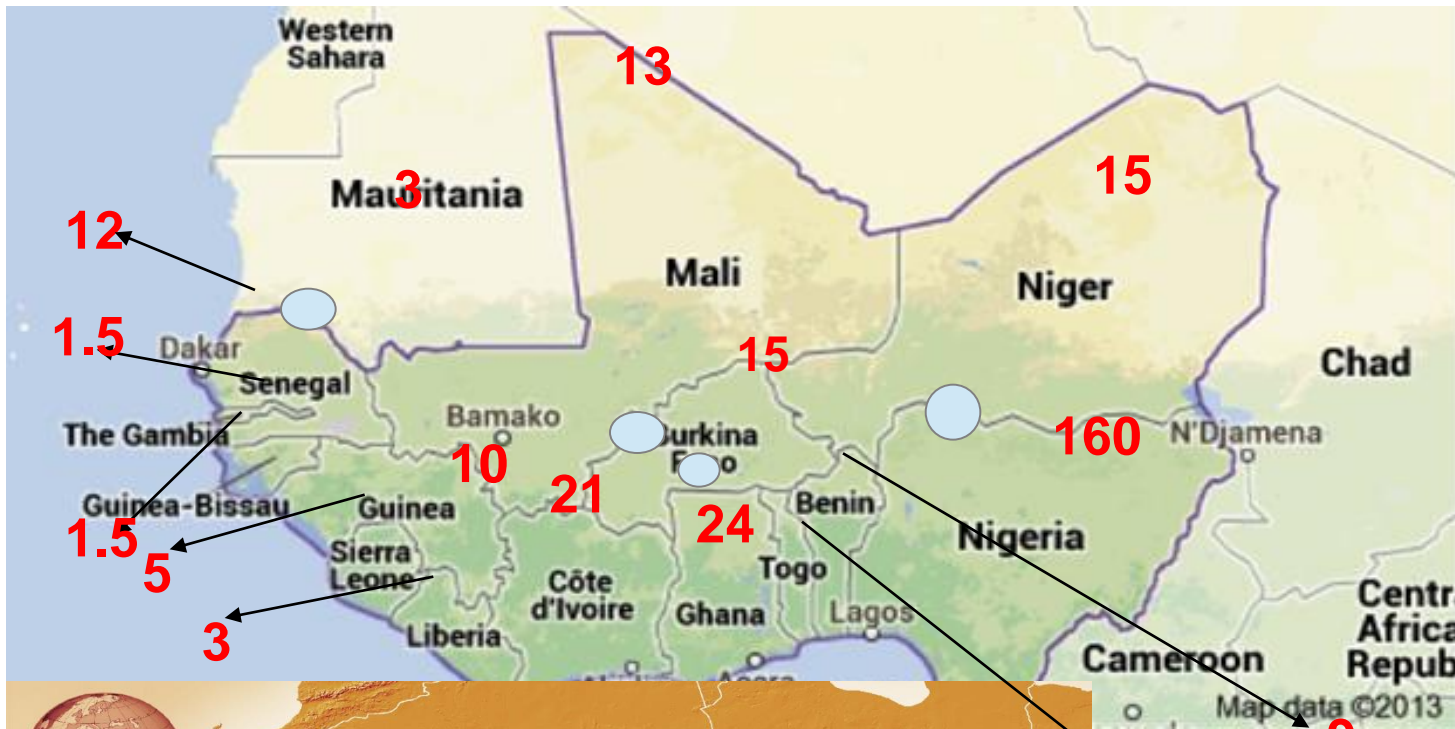 Western
Sahara
13
15
Mauritania
3
12
Mali
Niger
1.5
Dakar
15
Chad
Senegal
Bamako
The Gambia
Burkina
160
N'Djamena
10
21
Guinea-Bissau
Guinea
Benin
24
Nigeria
1.5
5
Sierra
Leone
Togo
Côte
d'Ivoire
Ghana
Lagos
3
Liberia
Centr
Africa
Repub
Cameroon
Map data ©2013